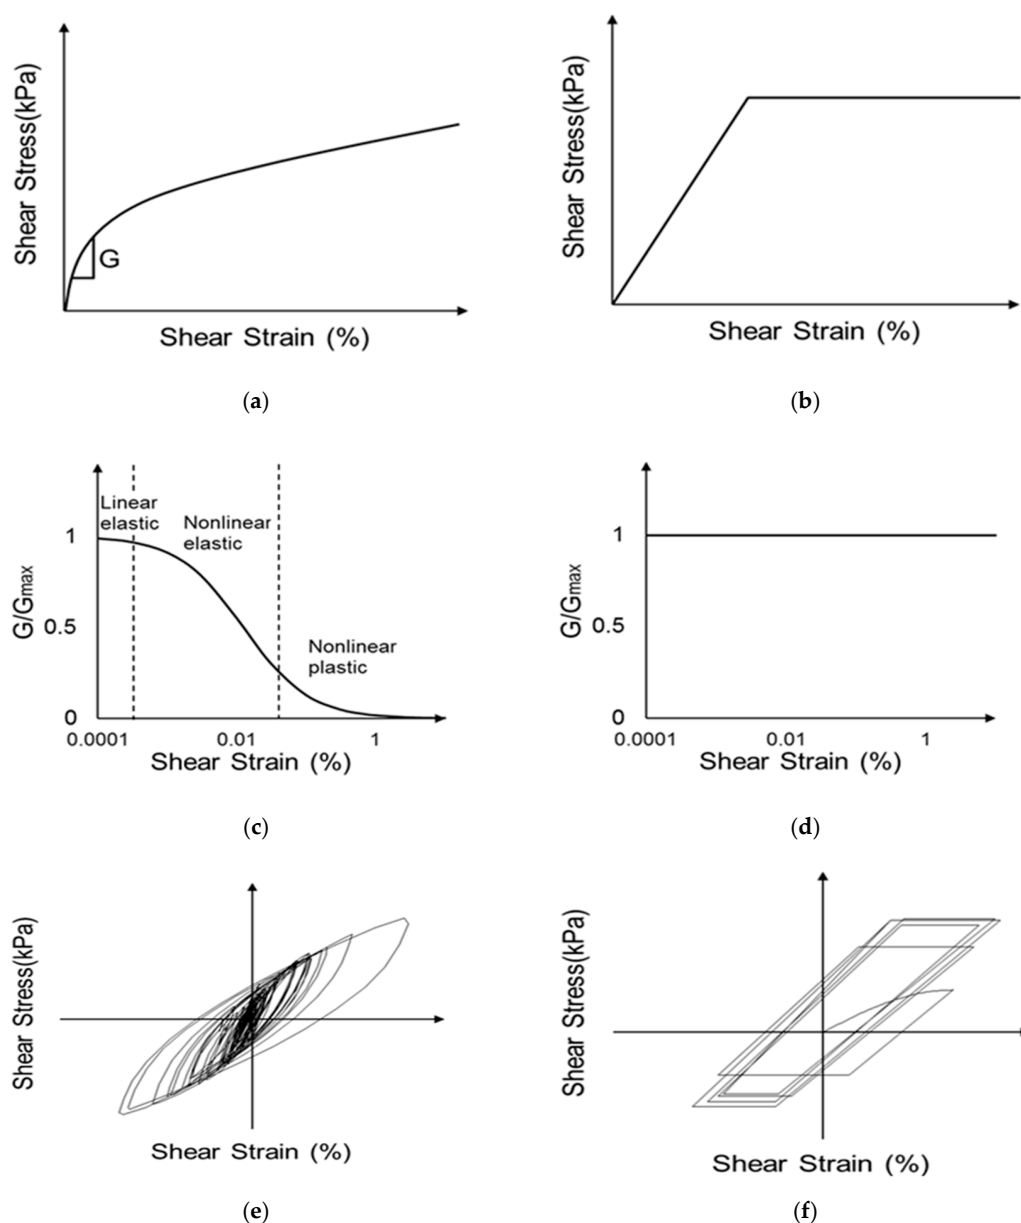 Shear Stress(kPa)
G
Shear Strain (%)
(a)
Shear Stress(kPa)
Shear Strain (%)
(b)
G/Gmax
1
0.5
0
Linear
elastic
Nonlinear
elastic
Nonlinear
plastic
0.0001
0.01
1
Shear Strain (%)
(c)
G/Gmax
1
0.5
0
0.0001
0.01
1
Shear Strain (%)
(d)
Shear Stress(kPa)
Shear Strain (%)
(e)
Shear Stress(kPa)
Shear Strain (%)
(f)